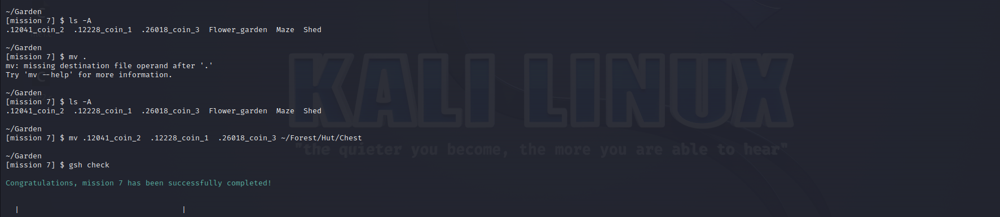 ~/Garden
[mission 7] $ ls -A
.12041_coin_2  .12228_coin_1  .26018_coin_3  Flower_garden  Maze  Shed
~/Garden
[mission 7] $ mv .
mv: missing destination file operand after '.'
Try 'mv --help' for more information.
~/Garden
[mission 7] $ ls -A
.12041_coin_2  .12228_coin_1  .26018_coin_3  Flower_garden  Maze  Shed
~/Garden
[mission 7] $ mv .12041_coin_2  .12228_coin_1  .26018_coin_3 ~/Forest/Hut/Chest
~/Garden
[mission 7] $ gsh check
Congratulations, mission 7 has been successfully completed!
KALI LINUX
"the quieter you become, the more you are able to hear"